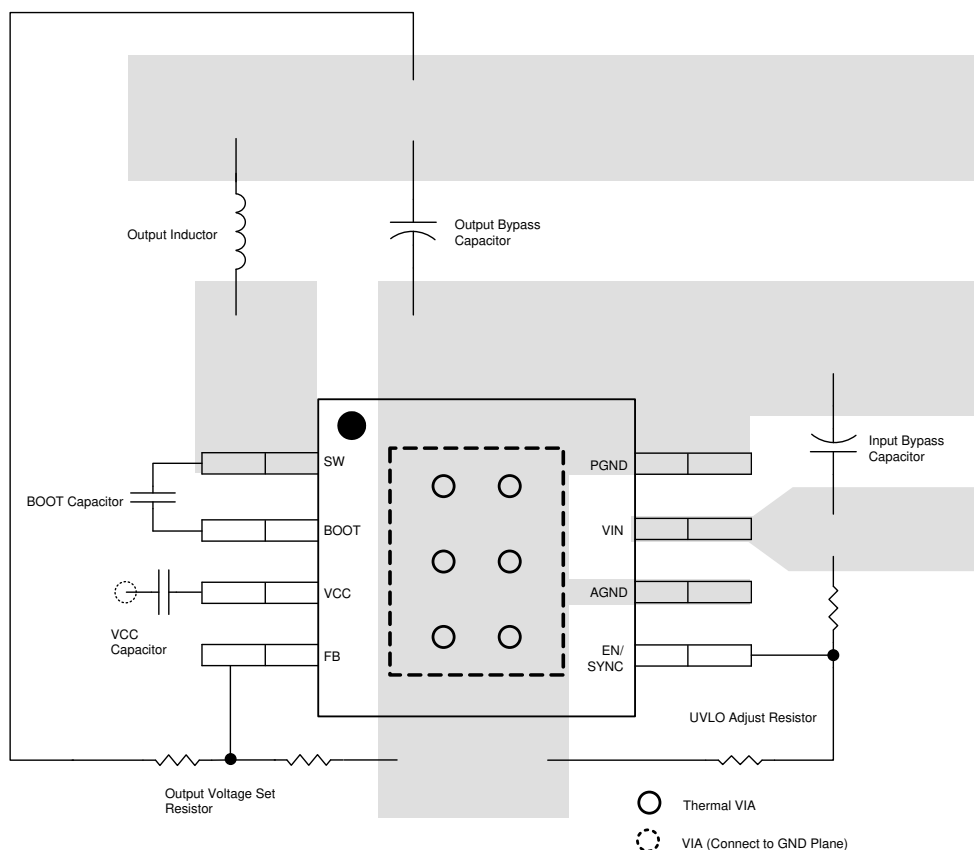 Output Inductor
Output Bypass
Capacitor
SW
BOOT
VCC
FB
PGND
VIN
AGND
EN/
SYNC
Input Bypass
Capacitor
BOOT Capacitor
VCC
Capacitor
UVLO Adjust Resistor
Output Voltage Set
Resistor
Thermal VIA
VIA (Connect to GND Plane)